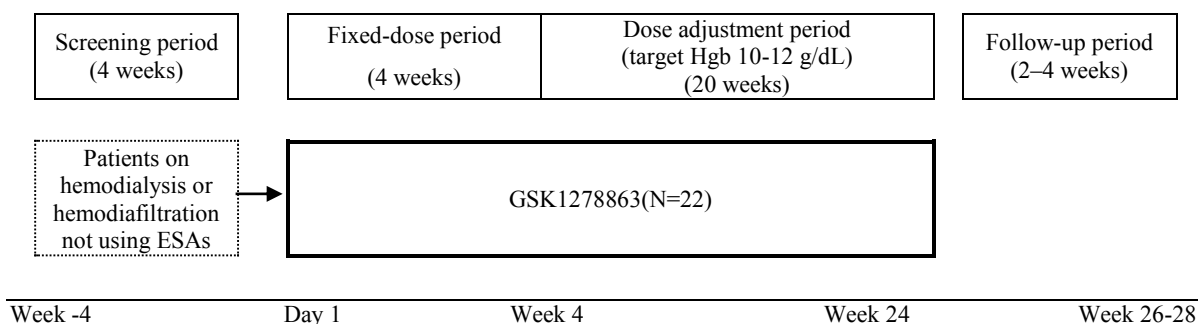 Screening period
(4 weeks)
Fixed-dose period
(4 weeks)
Dose adjustment period
(target Hgb 10-12 g/dL)
(20 weeks)
Follow-up period
(2–4 weeks)
Patients on
hemodialysis or
hemodiafiltration
not using ESAs
GSK1278863(N=22)
Week -4
Day 1
Week 4
Week 24
Week 26-28